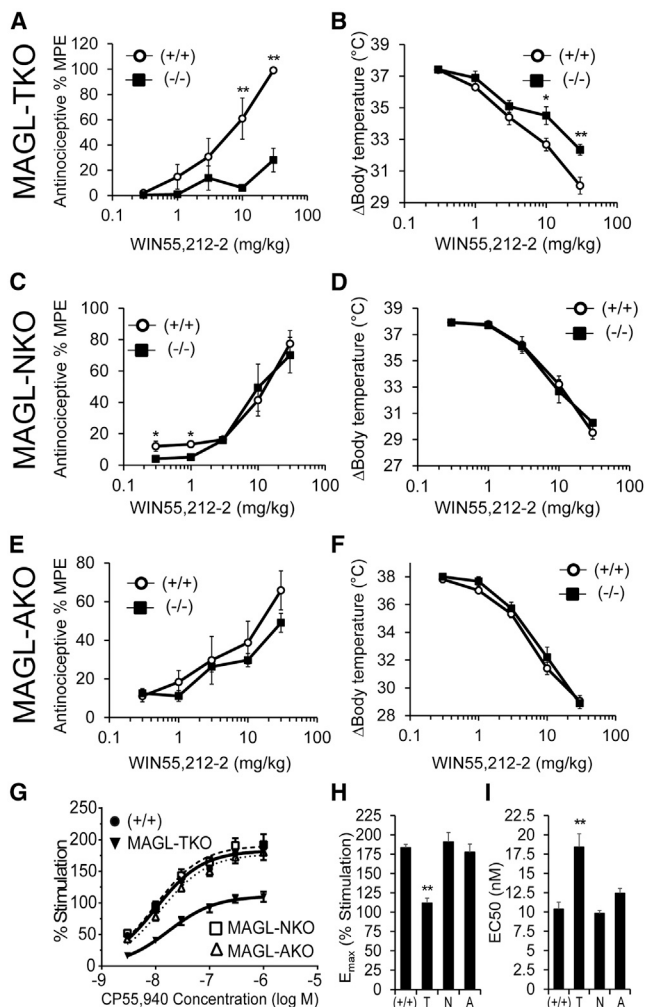 A
MAGL-TKO
Antinociceptive % MPE
120
100
80
60
40
20
0
(+/+)
(-/-)
**
**
0.1 1 10 100
WIN55,212-2 (mg/kg)
B
ΔBody temperature (°C)
39
37
35
33
31
29
(+/+)
(-/-)
*
**
0.1 1 10 100
WIN55,212-2 (mg/kg)
C
MAGL-NKO
Antinociceptive % MPE
100
80
60
40
20
0
(+/+)
(-/-)
* *
0.1 1 10 100
WIN55,212-2 (mg/kg)
D
ΔBody temperature (°C)
39
37
35
33
31
29
27
(+/+)
(-/-)
0.1 1 10 100
WIN55,212-2 (mg/kg)
E
MAGL-AKO
Antinociceptive % MPE
80
60
40
20
0
(+/+)
(-/-)
0.1 1 10 100
WIN55,212-2 (mg/kg)
F
ΔBody temperature (°C)
38
36
34
32
30
28
(+/+)
(-/-)
0.1 1 10 100
WIN55,212-2 (mg/kg)
G
% Stimulation
250
200
150
100
50
0
(+/+)
MAGL-TKO
MAGL-NKO
MAGL-AKO
-9 -8 -7 -6 -5
CP55,940 Concentration (log M)
H
Emax (% Stimulation)
225
200
175
150
125
100
75
50
25
0
**
(+/+) T N A
I
EC50 (nM)
22.5
20
17.5
15
12.5
10
7.5
5
2.5
0
**
(+/+) T N A